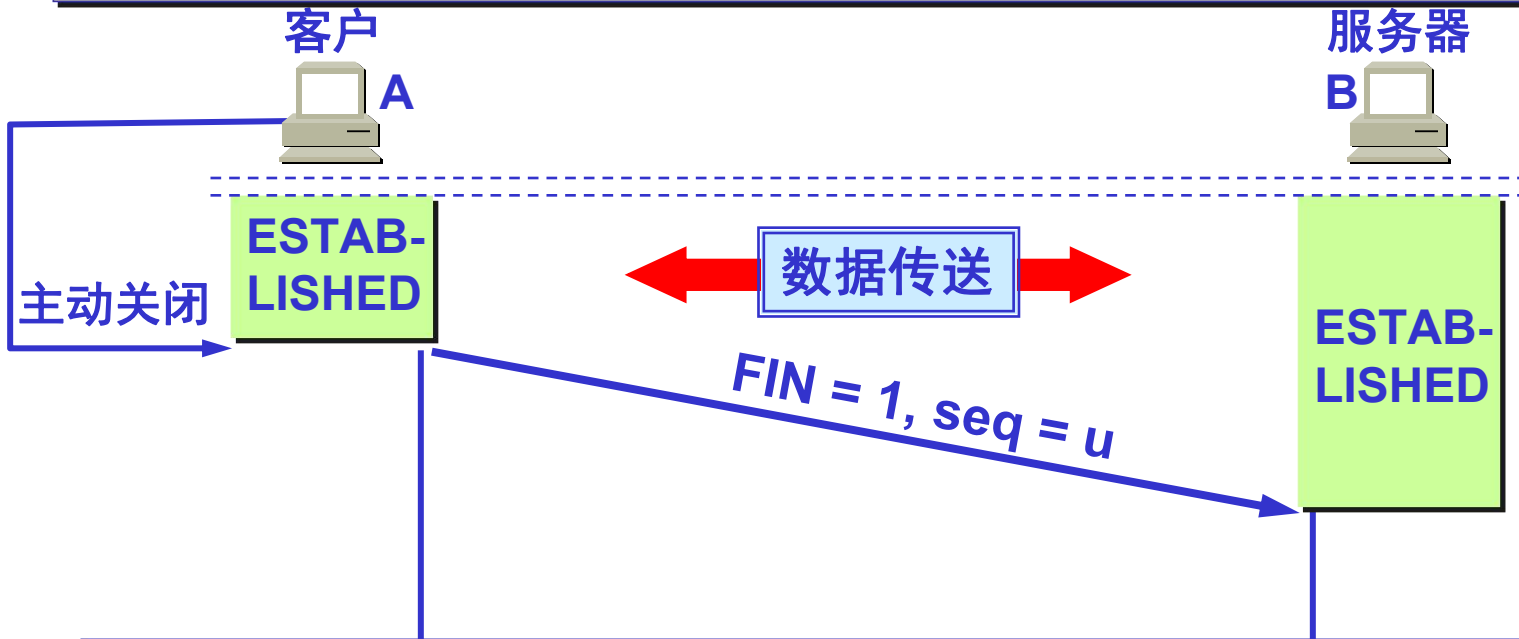 客户
服务器
A
B
ESTAB-
LISHED
数据传送
主动关闭
ESTAB-
LISHED
FIN = 1, seq = u